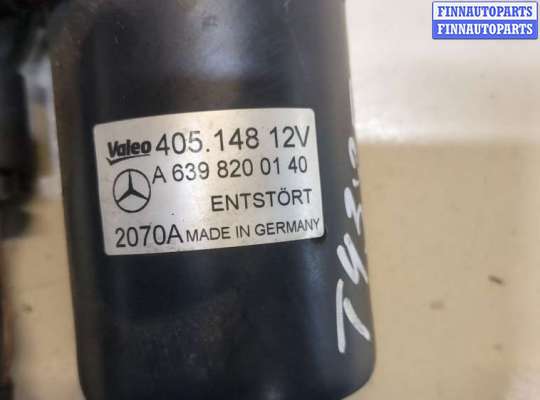 FINNAUTOPARTS
FINNAUTOPARTS
Valeo 405.148 12V
A 639 820 01 40
ENTSTÖRT
2070A MADE IN GERMANY